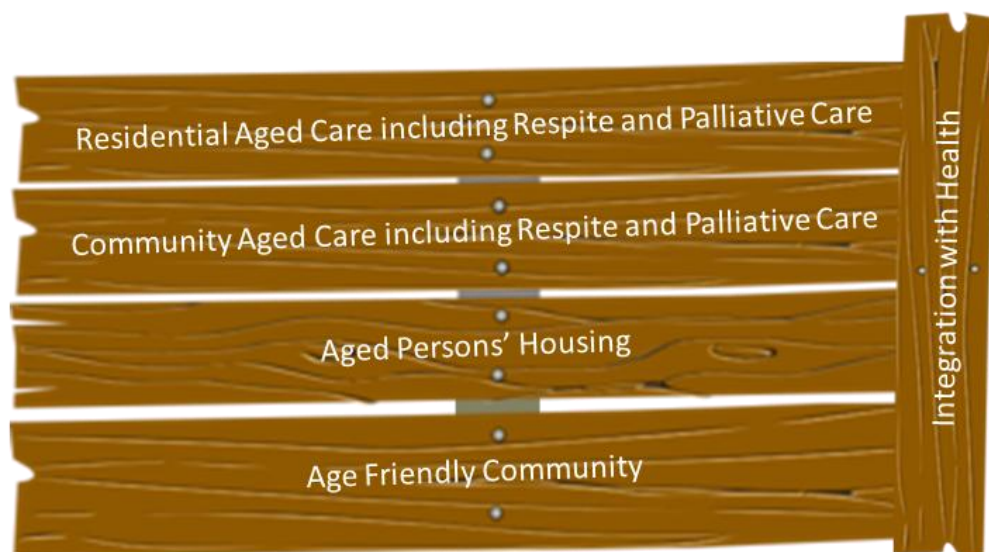 Residential Aged Care including Respite and Palliative Care
Community Aged Care including Respite and Palliative Care
Aged Persons’ Housing
Age Friendly Community
Integration with Health